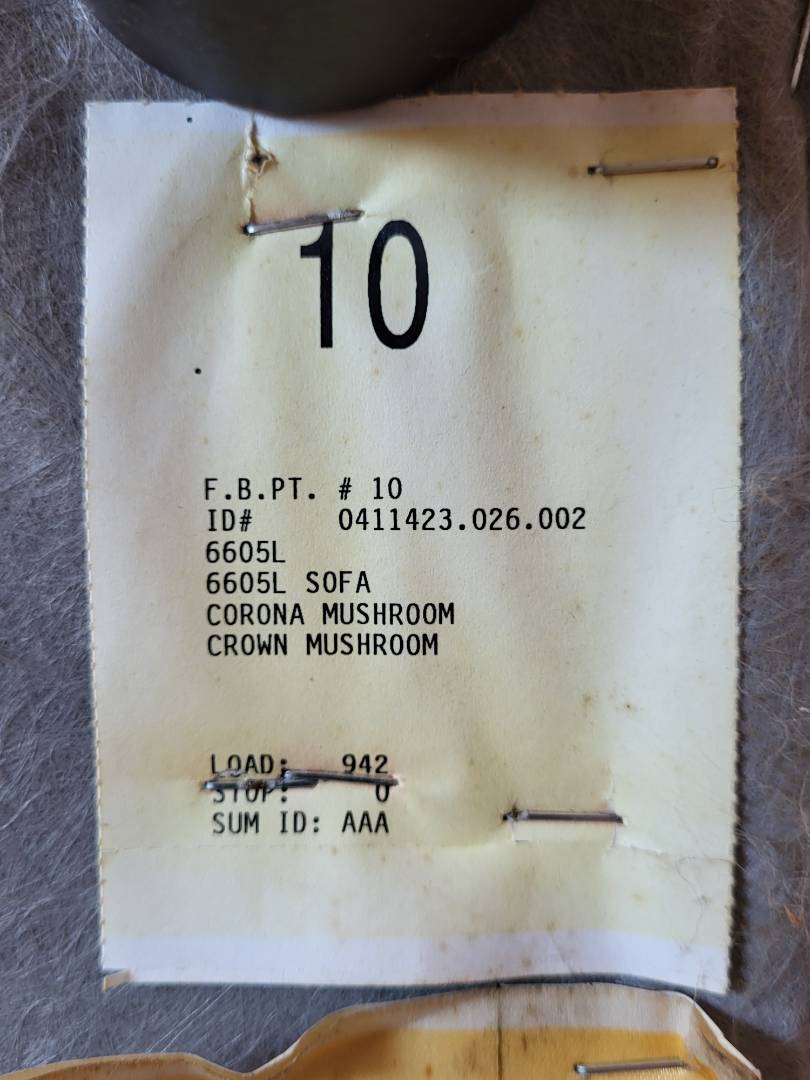 10
F.B.PT. # 10
ID# 0411423.026.002
6605L
6605L SOFA
CORONA MUSHROOM
CROWN MUSHROOM
LOAD: 942
STOP: 0
SUM ID: AAA